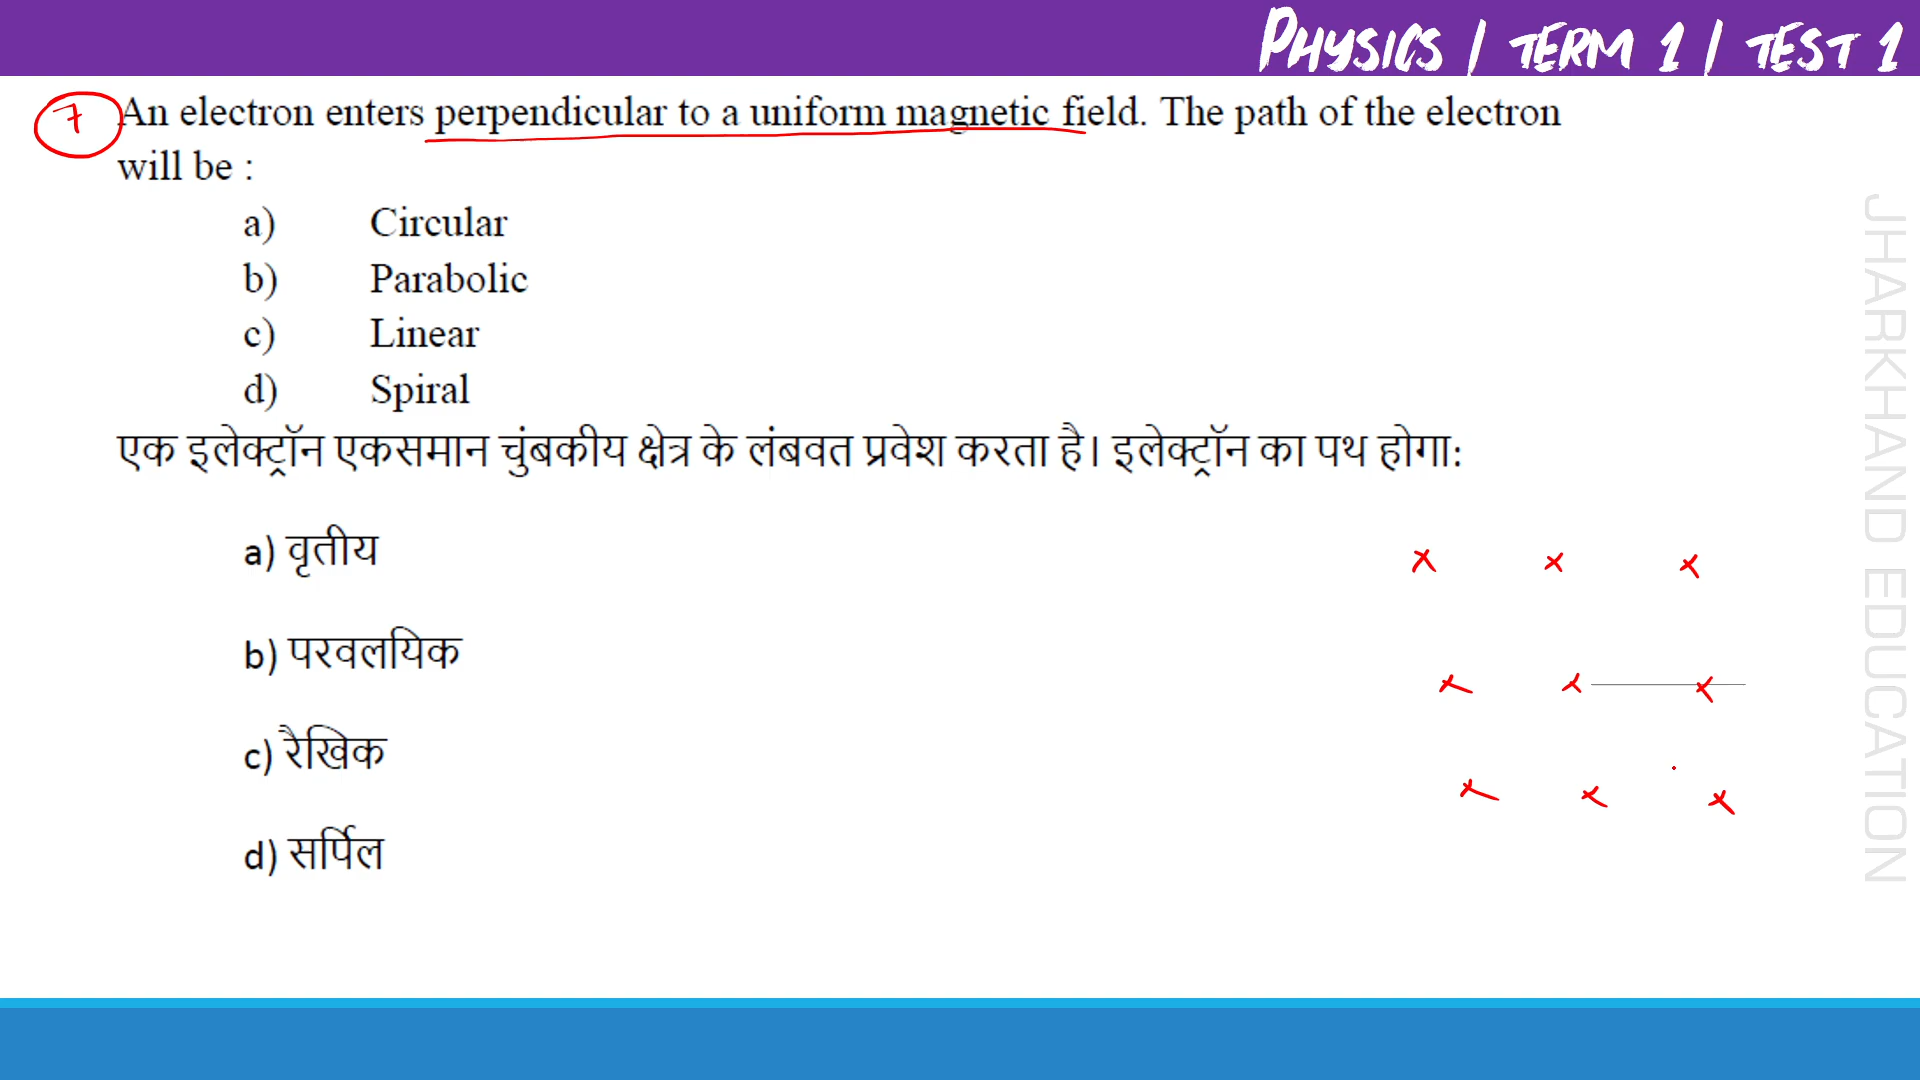 PHYSICS | TERM 1 | TEST 1
7 An electron enters perpendicular to a uniform magnetic field. The path of the electron
will be :
a) Circular
b) Parabolic
c) Linear
d) Spiral
एक इलेक्ट्रॉन एकसमान चुंबकीय क्षेत्र के लंबवत प्रवेश करता है। इलेक्ट्रॉन का पथ होगा:
a) वृतीय
b) परवलयिक
c) रैखिक
d) सर्पिल
x x x
x x x
x x x
JHARKHAND EDUCATION